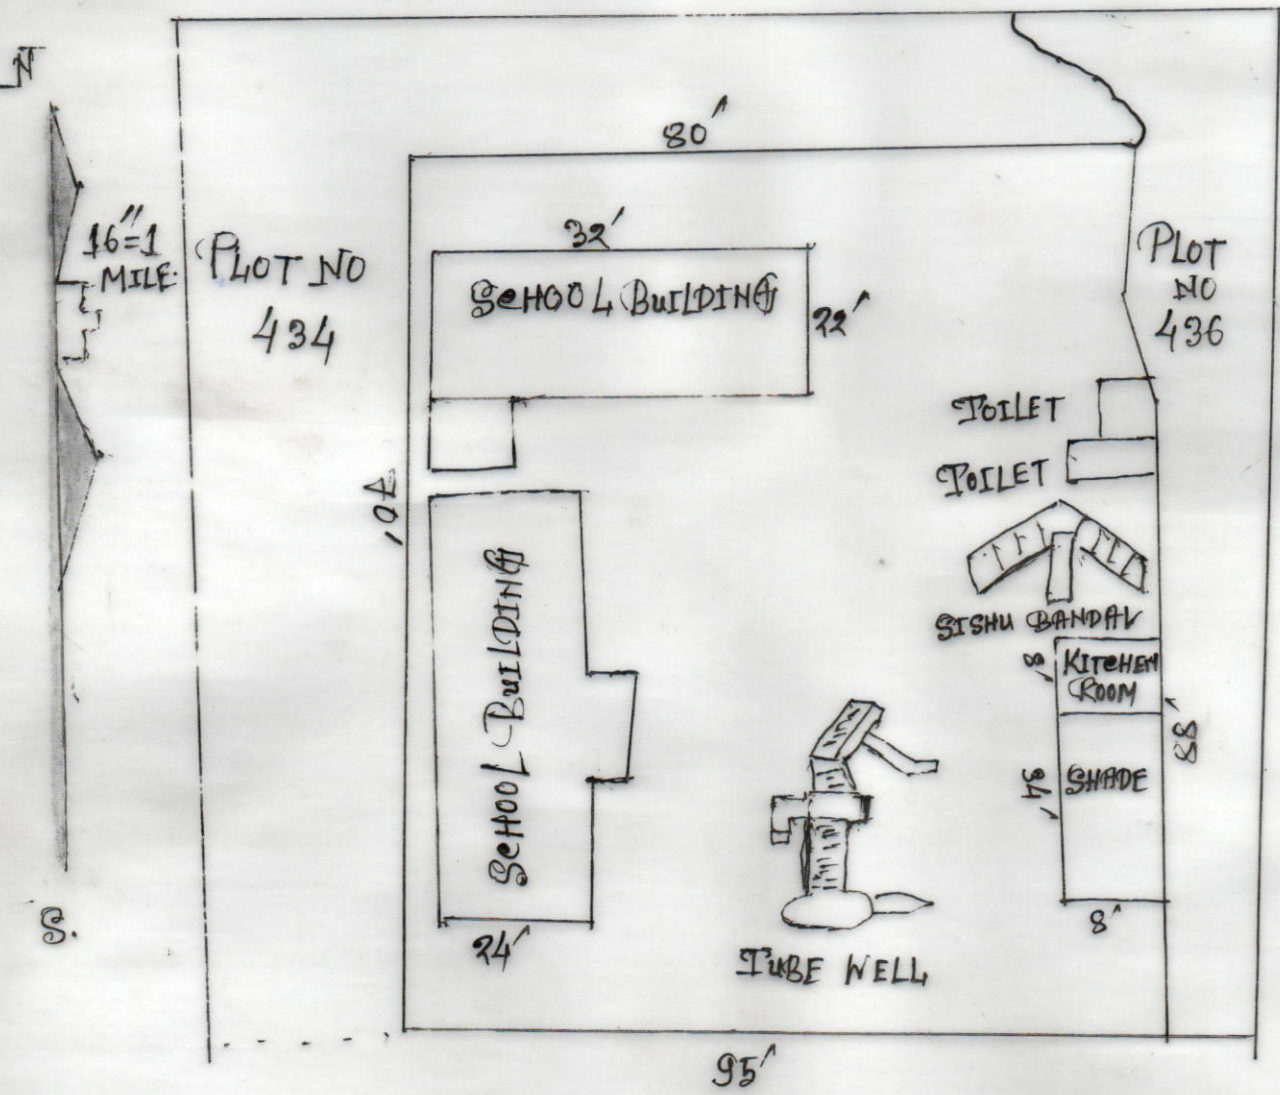 N
80'
16"=1
MILE.
PLOT NO
434
32'
SCHOOL BUILDING
22'
PLOT
NO
436
TOILET
TOILET
70'
SCHOOL BUILDING
SISHU BANDAV
8'
KITCHEN
ROOM
88'
34'
SHADE
8'
S.
24'
TUBE WELL
95'